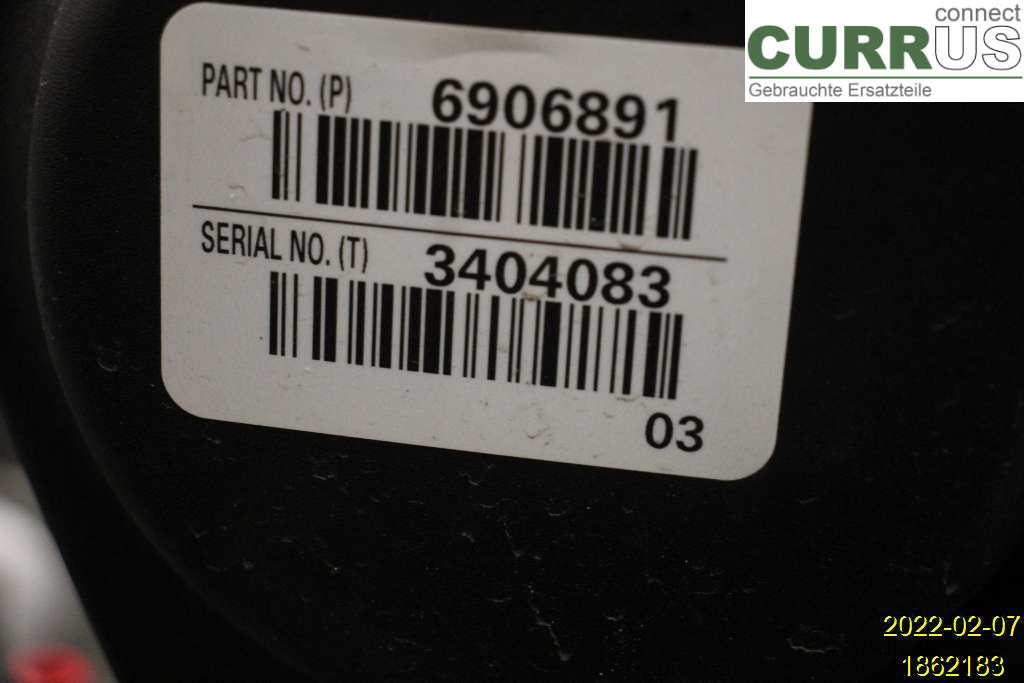 connect
CURRUS
Gebrauchte Ersatzteile
PART NO. (P) 6906891
SERIAL NO. (T) 3404083
03
2022-02-07
1862183